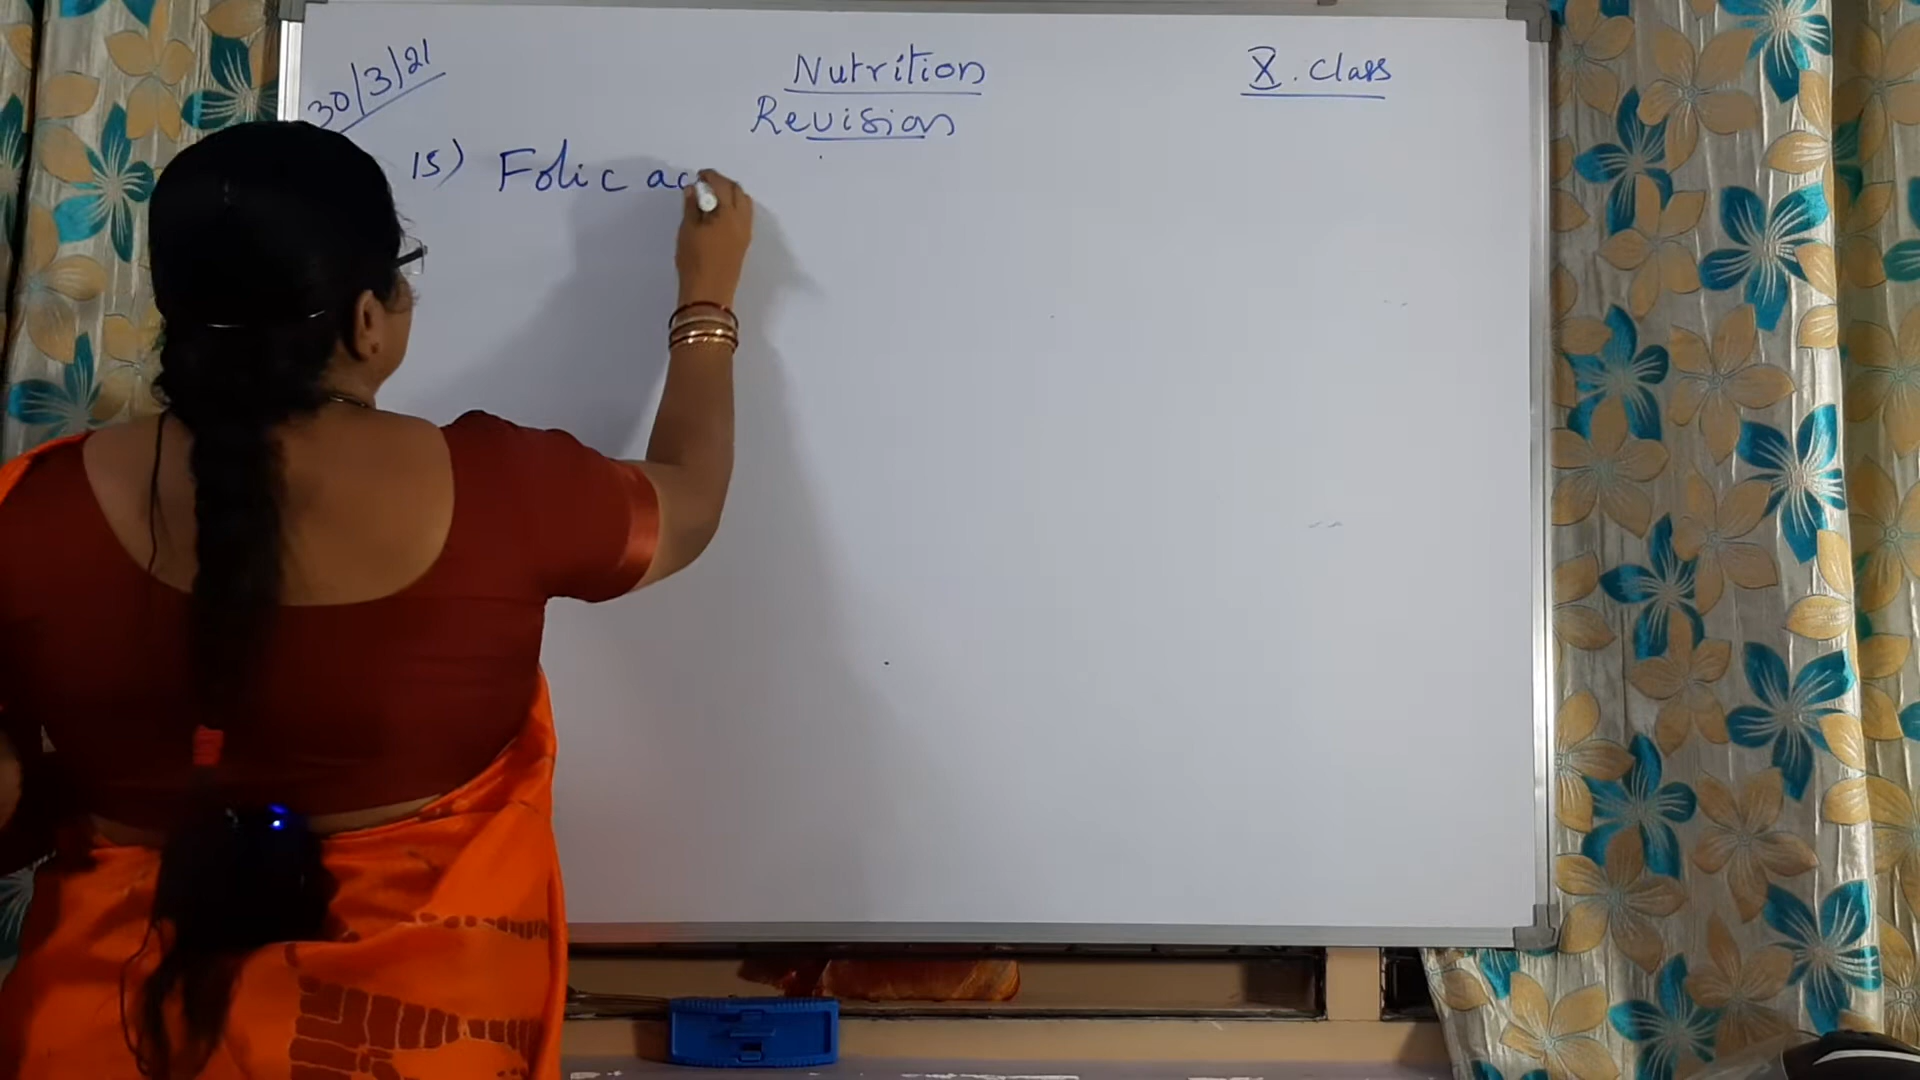 30/3/21
Nutrition
X. Class
Revision
15) Folic ac